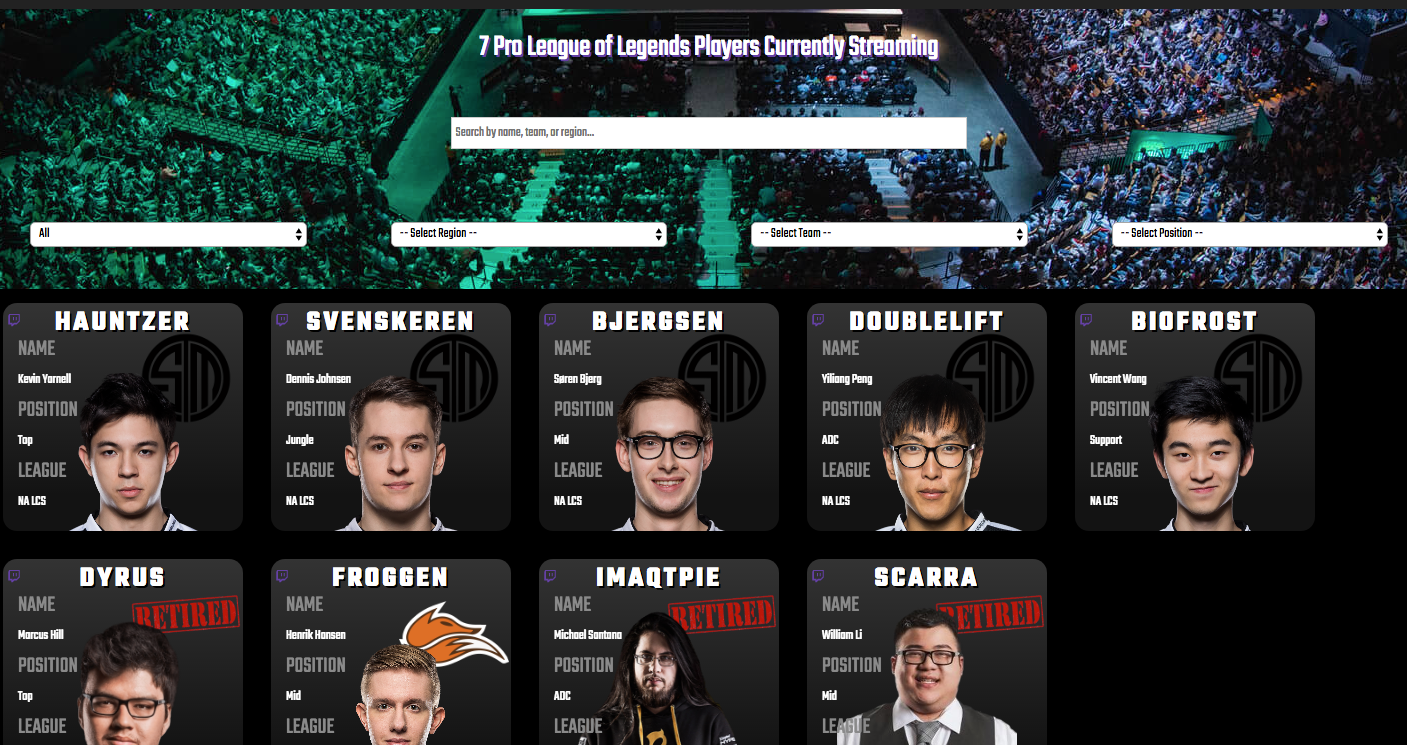 7 Pro League of Legends Players Currently Streaming
Search by name, team, or region...
All
-- Select Region --
-- Select Team --
-- Select Position --
HAUNTZER
NAME
Kevin Yarnell
POSITION
Top
LEAGUE
NA LCS
SVENSKEREN
NAME
Dennis Johnsen
POSITION
Jungle
LEAGUE
NA LCS
BJERGSEN
NAME
Søren Bjerg
POSITION
Mid
LEAGUE
NA LCS
DOUBLELIFT
NAME
Yiliang Peng
POSITION
ADC
LEAGUE
NA LCS
BIOFROST
NAME
Vincent Wang
POSITION
Support
LEAGUE
NA LCS
DYRUS
RETIRED
NAME
Marcus Hill
POSITION
Top
LEAGUE
FROGGEN
NAME
Henrik Hansen
POSITION
Mid
LEAGUE
IMAQTPIE
RETIRED
NAME
Michael Santana
POSITION
ADC
LEAGUE
SCARRA
RETIRED
NAME
William Li
POSITION
Mid
LEAGUE